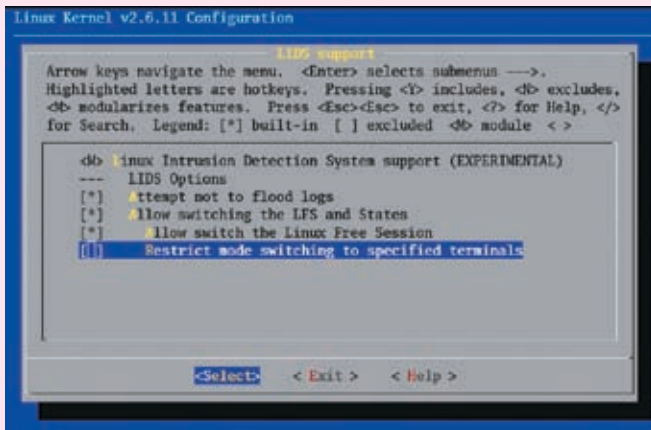 Linux Kernel v2.6.11 Configuration
LIDS support
Arrow keys navigate the menu. <Enter> selects submenus --->.
Highlighted letters are hotkeys. Pressing <Y> includes, <N> excludes,
<M> modularizes features. Press <Esc><Esc> to exit, <?> for Help, </>
for Search. Legend: [*] built-in [ ] excluded <M> module < >
<M> Linux Intrusion Detection System support (EXPERIMENTAL)
--- LIDS Options
[*] Attempt not to flood logs
[*] Allow switching the LFS and States
[*] Allow switch the Linux Free Session
[ ] Restrict mode switching to specified terminals
<Select> < Exit > < Help >